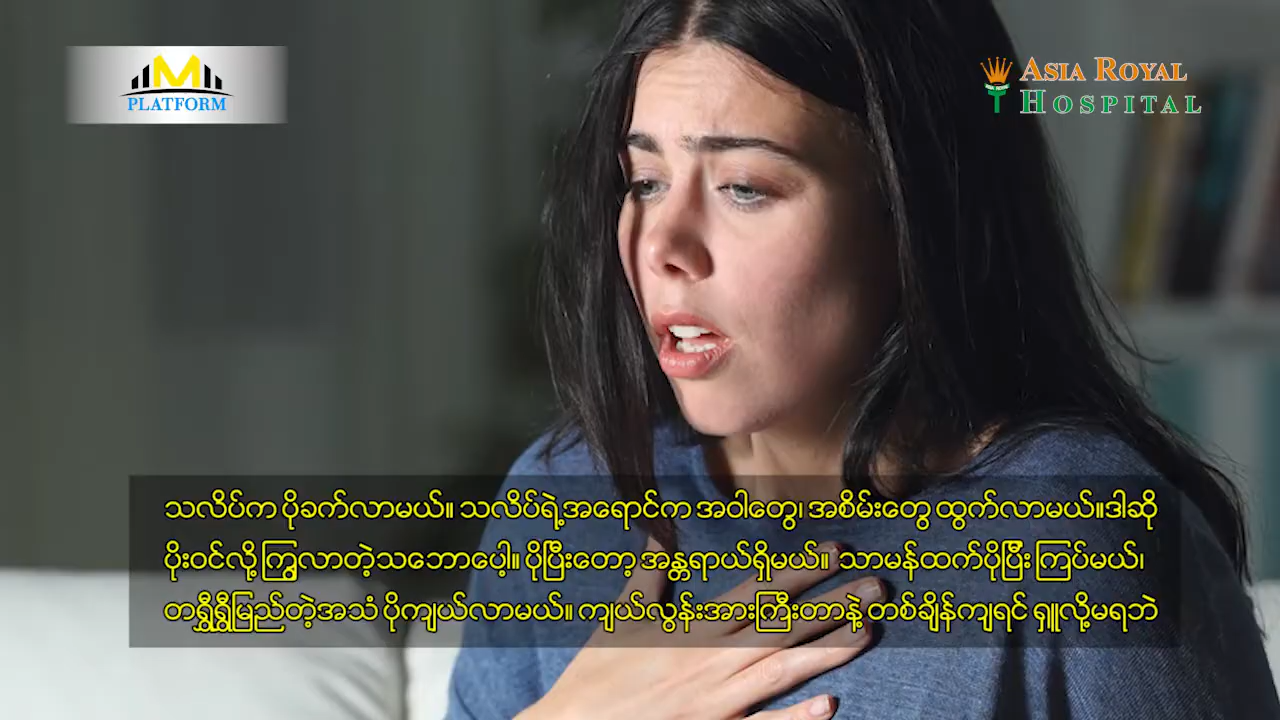 M
PLATFORM
ASIA ROYAL
HOSPITAL
သလိပ်က ပိုခက်လာမယ်။ သလိပ်ရဲ့အရောင်က အဝါတွေ၊ အစိမ်းတွေ ထွက်လာမယ်။ဒါဆို
ပိုးဝင်လို့ကြွလာတဲ့သဘောပေါ့။ ပိုပြီးတော့ အန္တရာယ်ရှိမယ်။ သာမန်ထက်ပိုပြီး ကြပ်မယ်၊
တရွှီရွှီမြည်တဲ့အသံ ပိုကျယ်လာမယ်။ ကျယ်လွန်းအားကြီးတာနဲ့ တစ်ချိန်ကျရင် ရှူလို့မရဘဲ